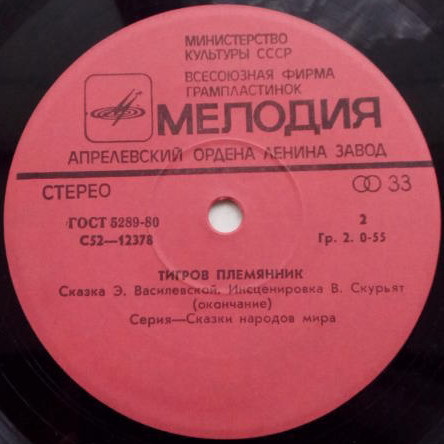 МИНИСТЕРСТВО
КУЛЬТУРЫ СССР
ВСЕСОЮЗНАЯ ФИРМА
ГРАМПЛАСТИНОК
МЕЛОДИЯ
АПРЕЛЕВСКИЙ ОРДЕНА ЛЕНИНА ЗАВОД
СТЕРЕО 33
ГОСТ 5289-80 2
С52—12378 Гр. 2. 0-55
ТИГРОВ ПЛЕМЯННИК
Сказка Э. Василевской. Инсценировка В. Скурьят
(окончание)
Серия—Сказки народов мира